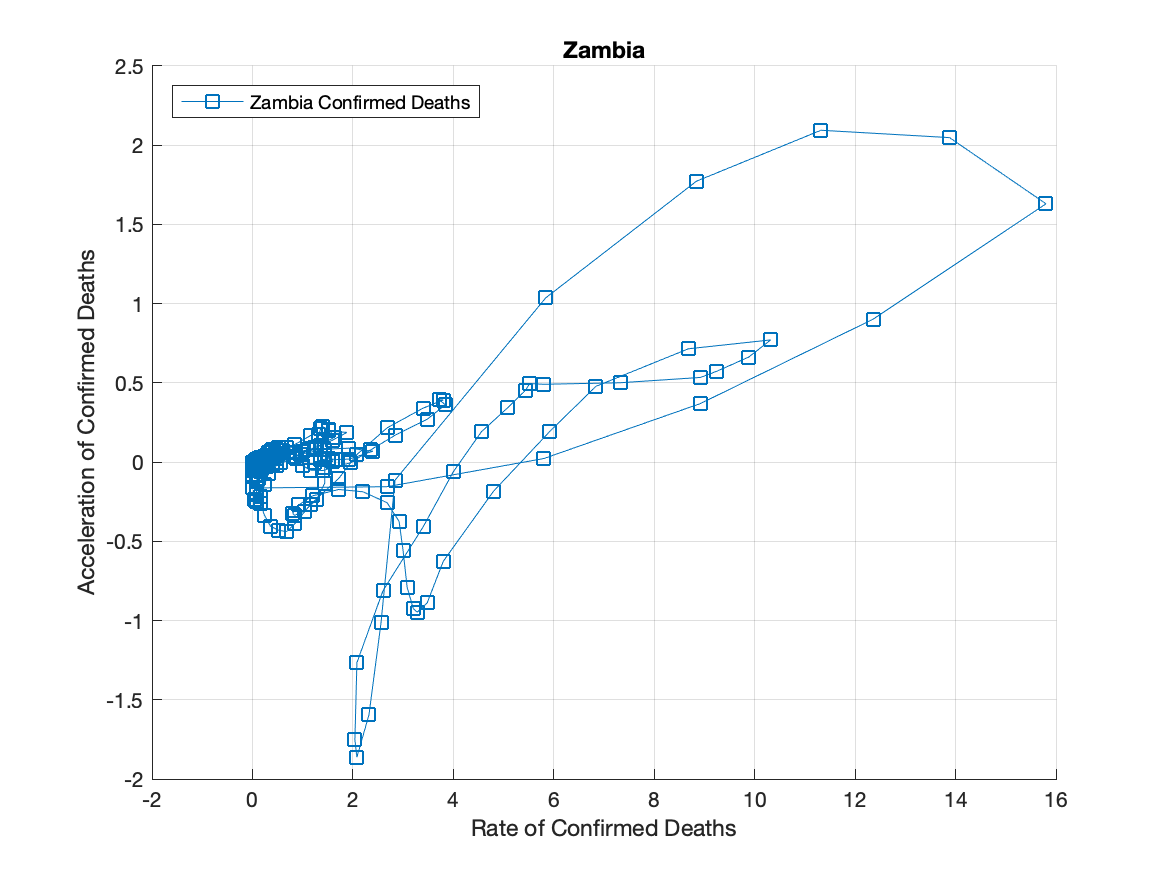 Zambia
2.5
Zambia Confirmed Deaths
2
1.5
1
0.5
0
-0.5
-1
-1.5
-2
Acceleration of Confirmed Deaths
-2 0 2 4 6 8 10 12 14 16
Rate of Confirmed Deaths